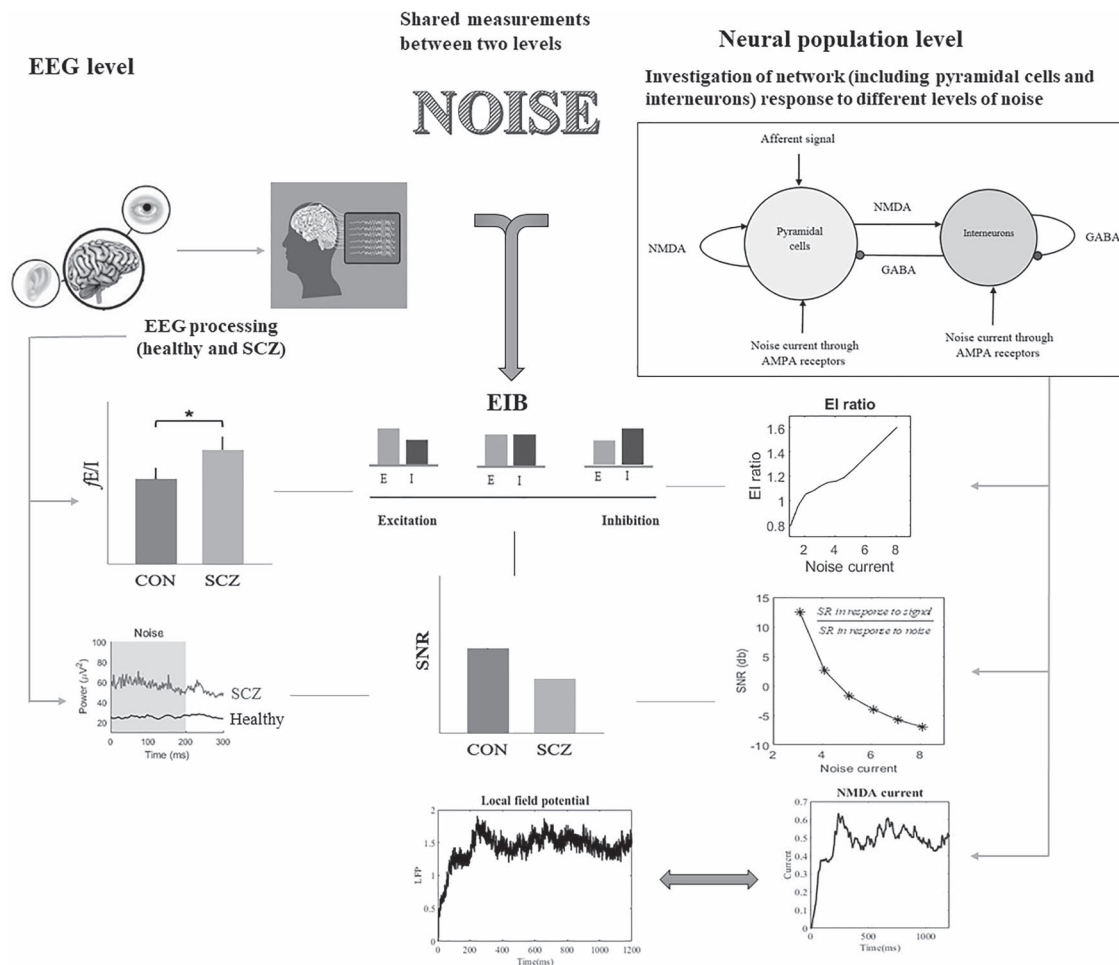 Shared measurements
between two levels
NOISE
EEG level
Neural population level
Investigation of network (including pyramidal cells and
interneurons) response to different levels of noise
Afferent signal
NMDA
Pyramidal
cells
NMDA
Interneurons
GABA
GABA
Noise current through
AMPA receptors
Noise current through
AMPA receptors
EEG processing
(healthy and SCZ)
fE/I
*
CON SCZ
EIB
E I E I E I
Excitation Inhibition
EI ratio
EI ratio
1.6
1.4
1.2
1.0
0.8
2 4 6 8
Noise current
Noise
Power (μV²)
100
80
60
40
20
0 100 200 300
Time (ms)
SCZ
Healthy
SNR
CON SCZ
SNR (db)
15
10
5
0
-5
-10
2 4 6 8
Noise current
SR in response to signal
SR in response to noise
Local field potential
LFP
2
1.5
1
0.5
0
0 200 400 600 800 1000 1200
Time(ms)
NMDA current
Current
0.7
0.6
0.5
0.4
0.3
0.2
0.1
0
0 500 1000
Time(ms)